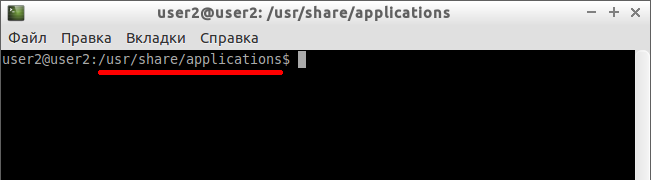 user2@user2: /usr/share/applications
Файл Правка Вкладки Справка
user2@user2:/usr/share/applications$